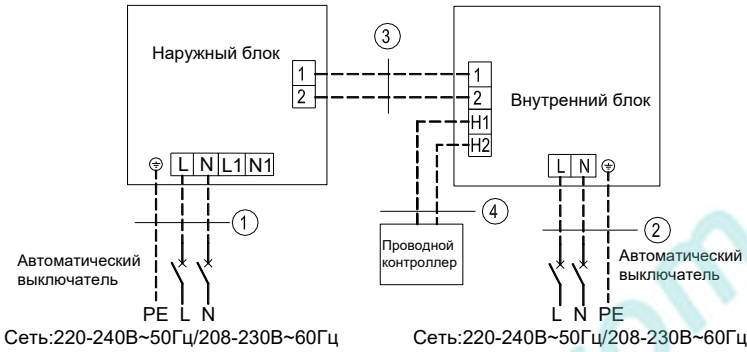 Наружный блок
1
2
⏚ L N L1 N1
3
1
2
H1
H2
Внутренний блок
L N ⏚
1
4
2
Проводной
контроллер
Автоматический
выключатель
Автоматический
выключатель
PE L N
L N PE
Сеть:220-240В~50Гц/208-230В~60Гц
Сеть:220-240В~50Гц/208-230В~60Гц
com